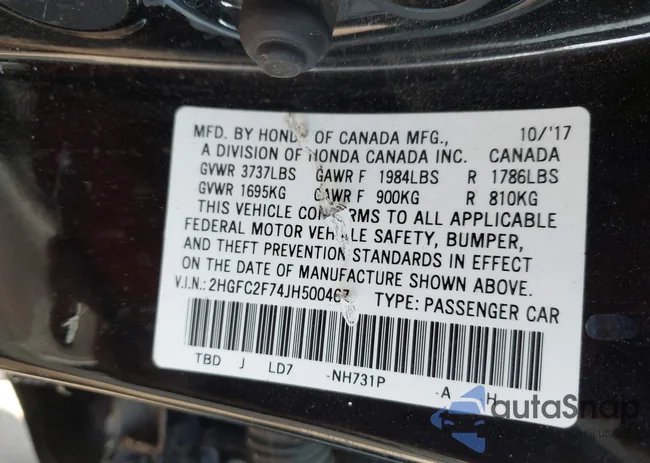 MFD. BY HONDA OF CANADA MFG., 10/'17
A DIVISION OF HONDA CANADA INC. CANADA
GVWR 3737LBS GAWR F 1984LBS R 1786LBS
GVWR 1695KG GAWR F 900KG R 810KG
THIS VEHICLE CONFORMS TO ALL APPLICABLE
FEDERAL MOTOR VEHICLE SAFETY, BUMPER,
AND THEFT PREVENTION STANDARDS IN EFFECT
ON THE DATE OF MANUFACTURE SHOWN ABOVE.
V.I.N.: TYPE: PASSENGER CAR
TBD J LD7 -NH731P -A H
autoSnap